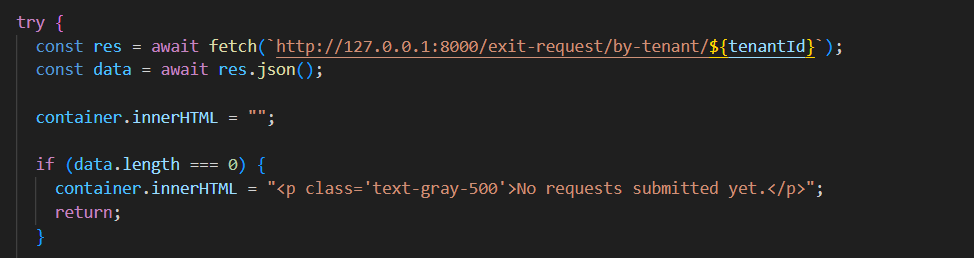 try {
const res = await fetch(`http://127.0.0.1:8000/exit-request/by-tenant/${tenantId}`);
const data = await res.json();
container.innerHTML = "";
if (data.length === 0) {
container.innerHTML = "<p class='text-gray-500'>No requests submitted yet.</p>";
return;
}